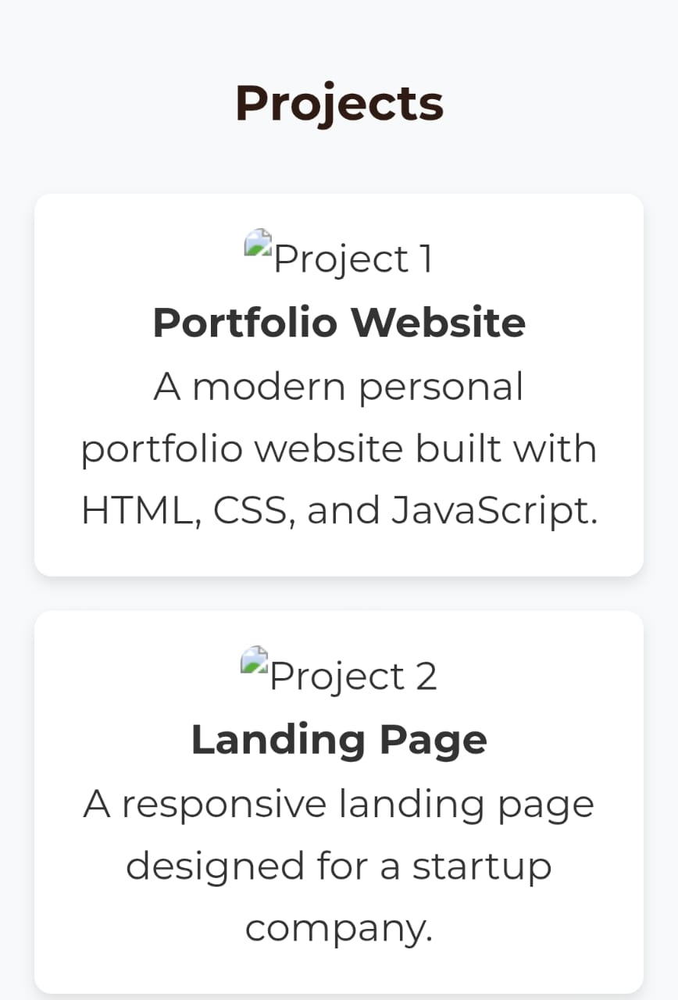 Projects
Project 1
Portfolio Website
A modern personal
portfolio website built with
HTML, CSS, and JavaScript.
Project 2
Landing Page
A responsive landing page
designed for a startup
company.